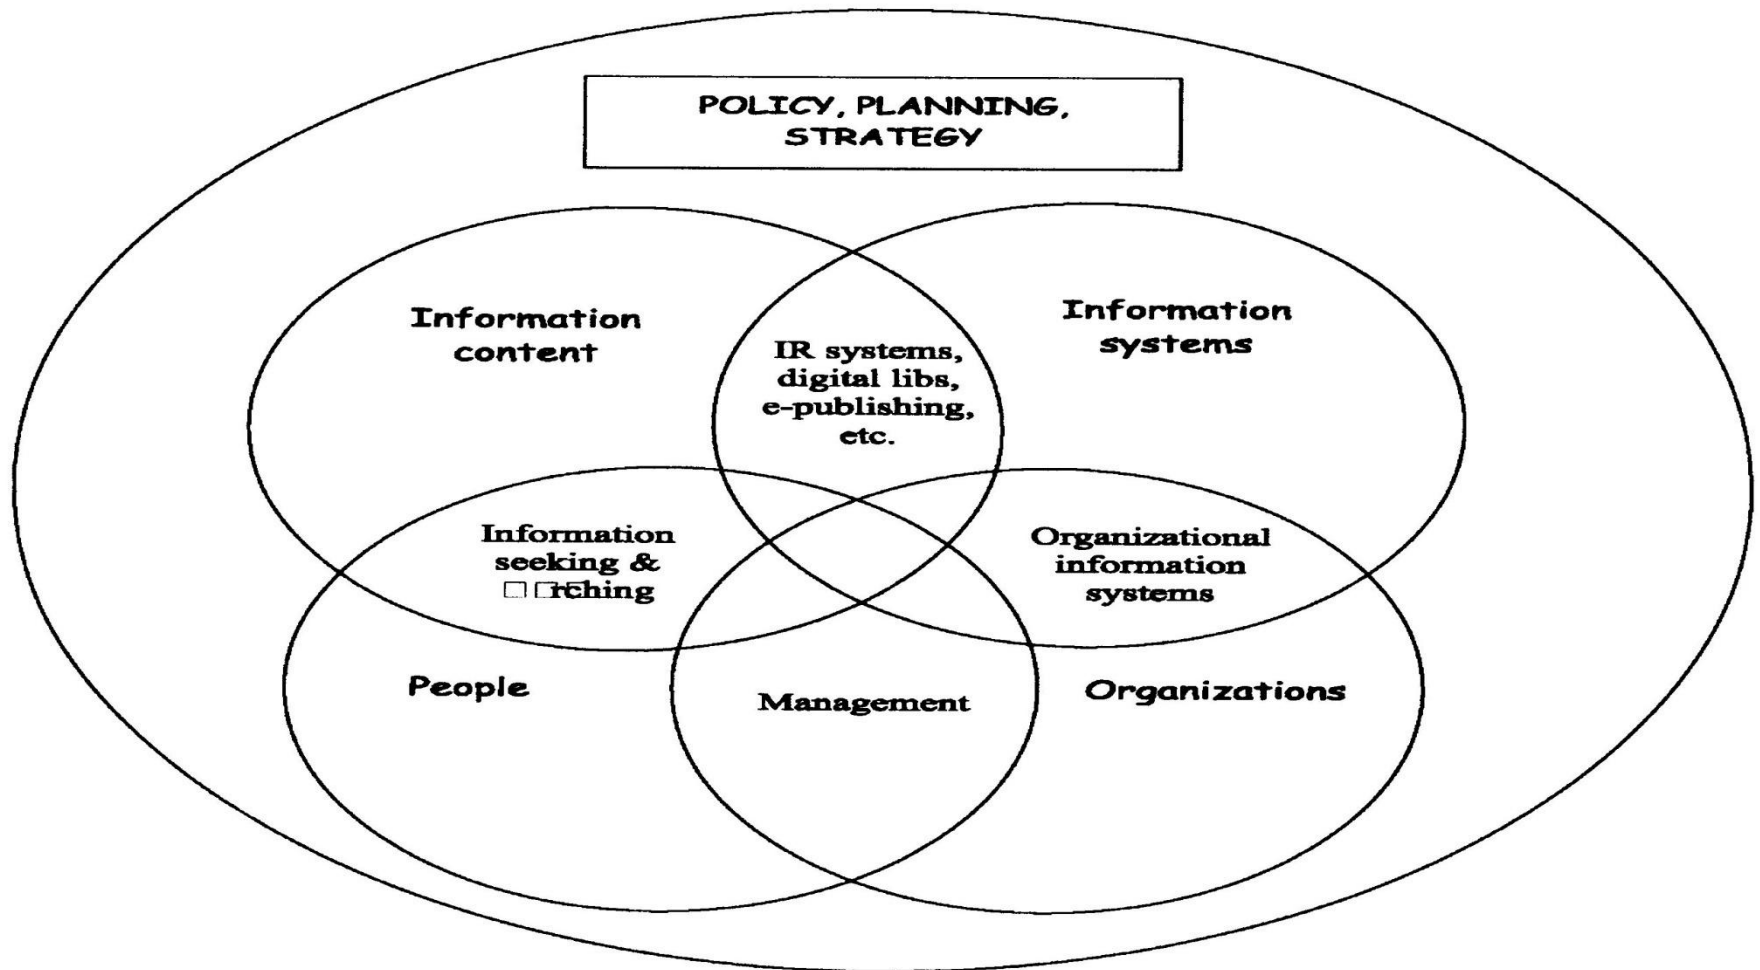 POLICY, PLANNING,
STRATEGY
Information
content
Information
systems
IR systems,
digital libs,
e-publishing,
etc.
Information
seeking &
Organizational
information
systems
People
Management
Organizations